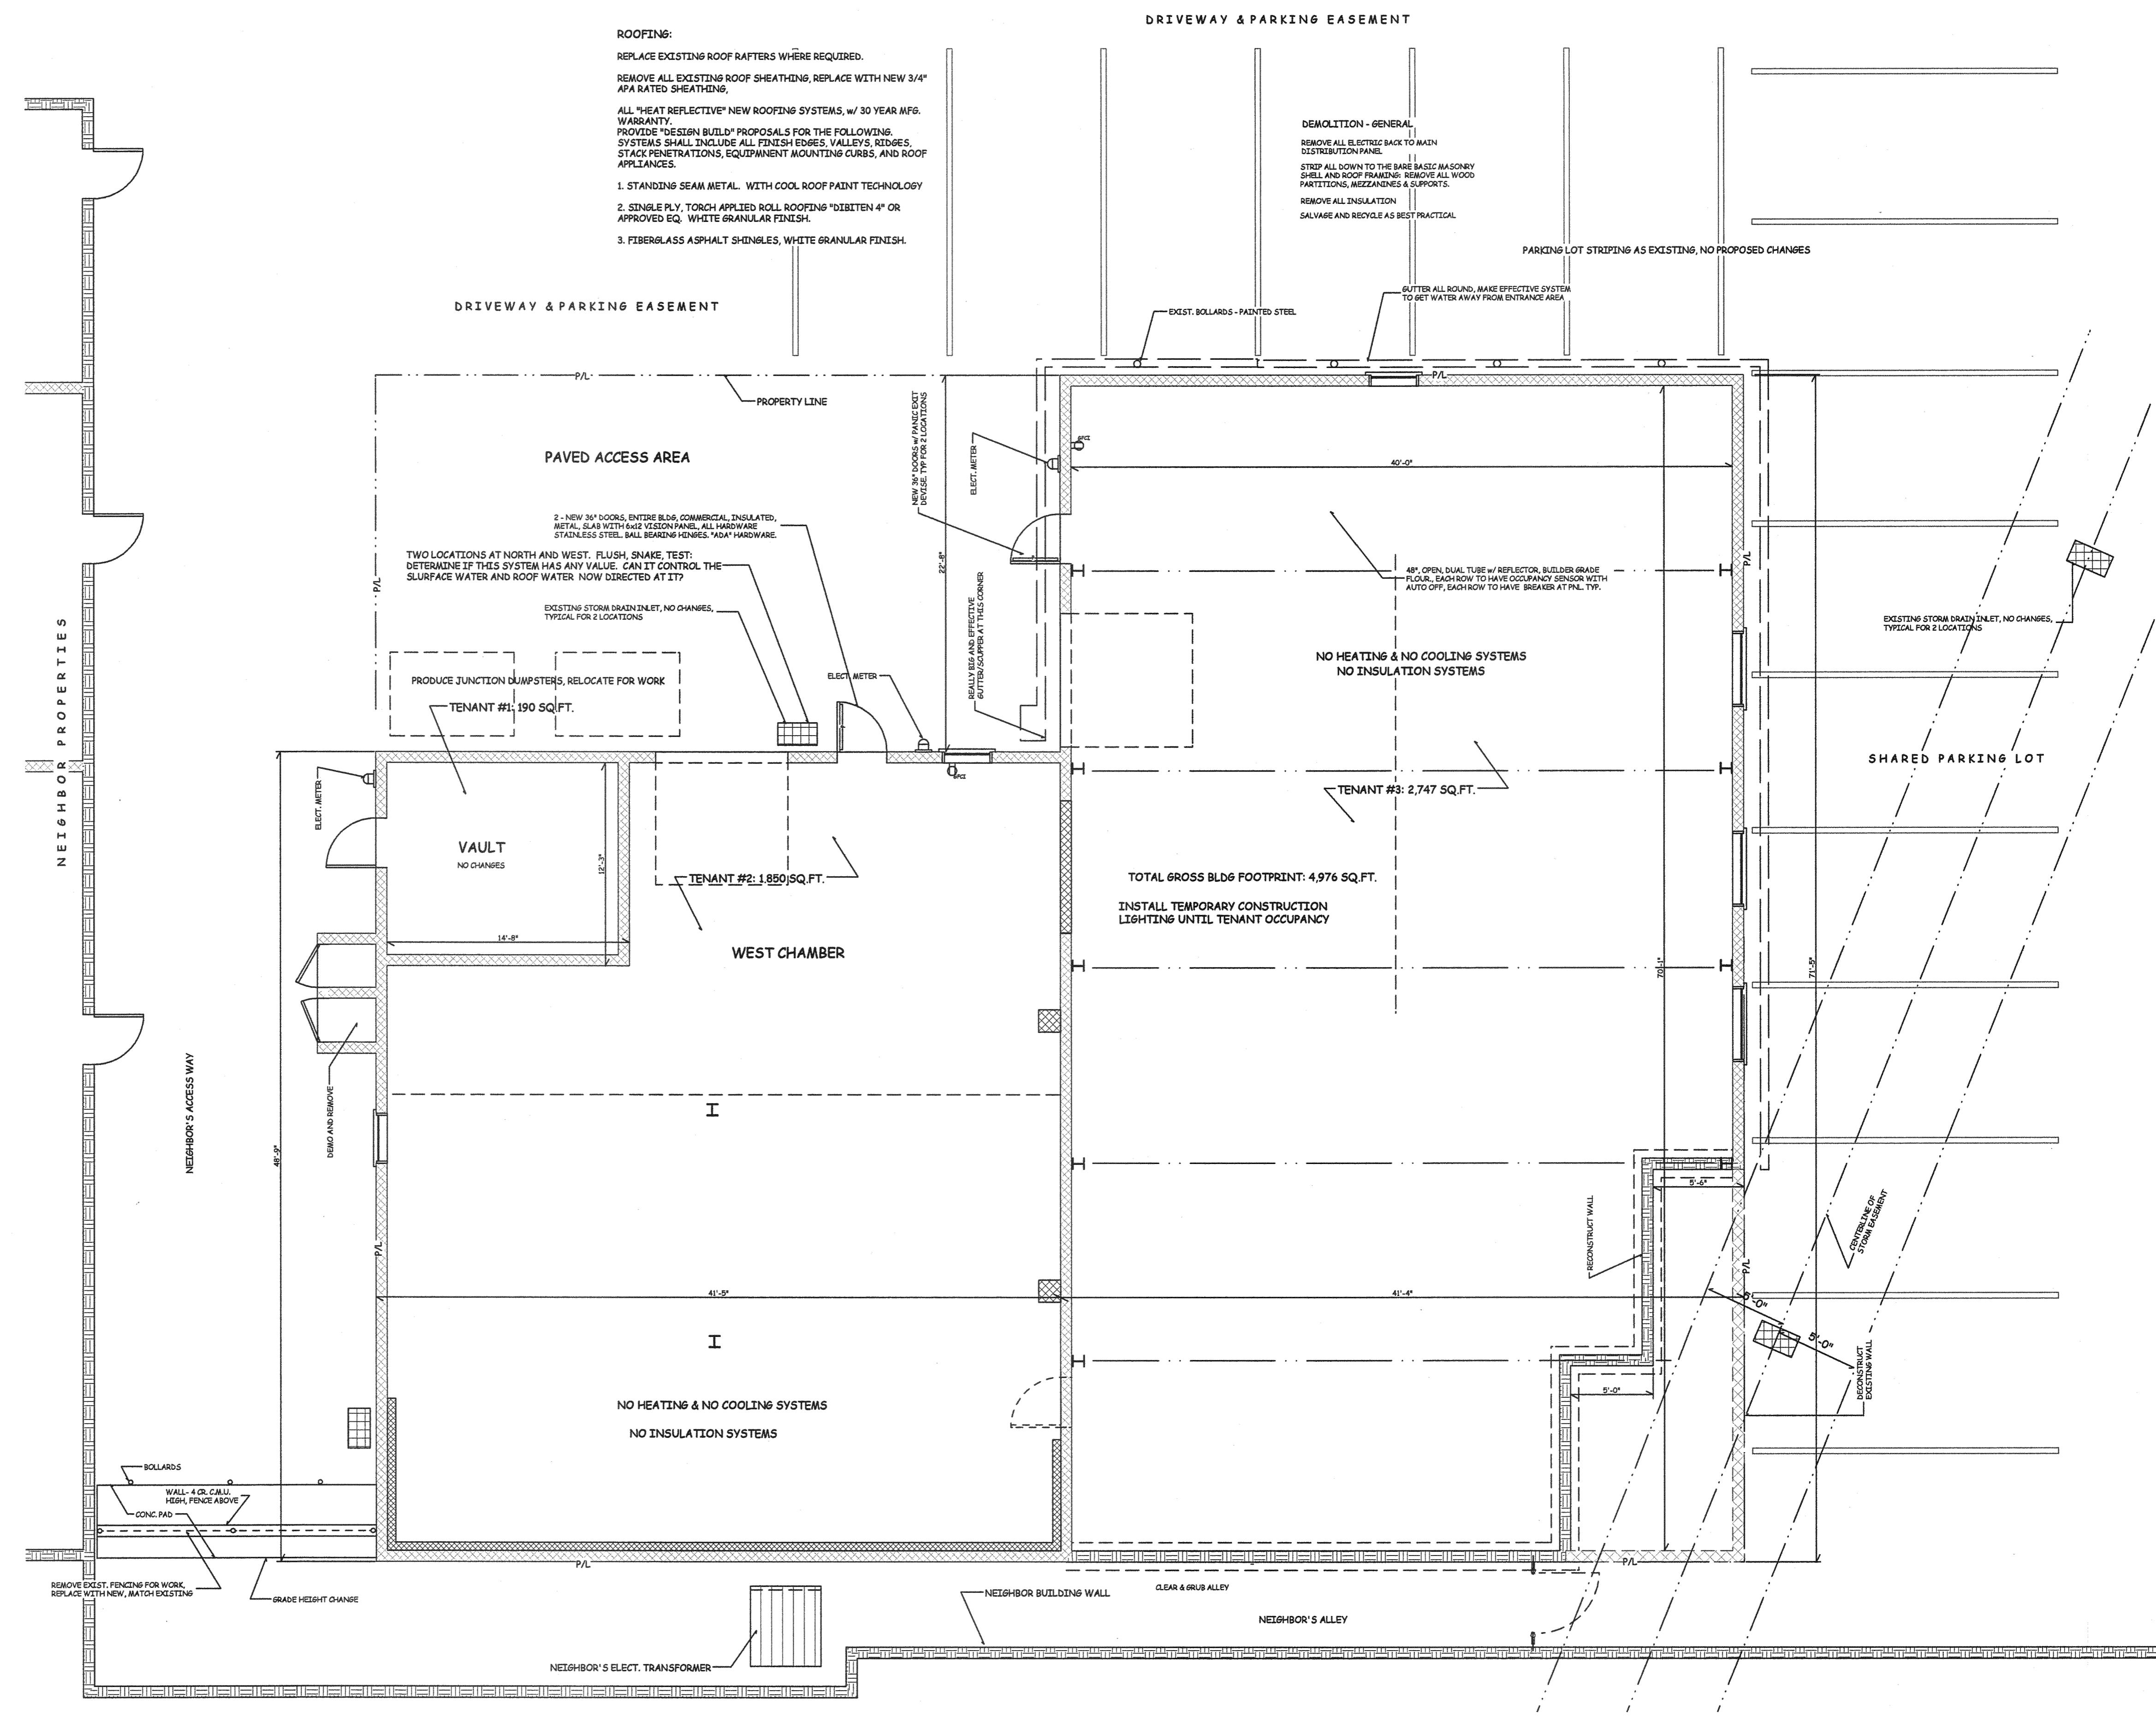 DRIVEWAY & PARKING EASEMENT
ROOFING:
REPLACE EXISTING ROOF RAFTERS WHERE REQUIRED.
REMOVE ALL EXISTING ROOF SHEATHING, REPLACE WITH NEW 3/4"
APA RATED SHEATHING,
ALL "HEAT REFLECTIVE" NEW ROOFING SYSTEMS, w/ 30 YEAR MFG.
WARRANTY.
PROVIDE "DESIGN BUILD" PROPOSALS FOR THE FOLLOWING.
SYSTEMS SHALL INCLUDE ALL FINISH EDGES, VALLEYS, RIDGES,
STACK PENETRATIONS, EQUIPMNENT MOUNTING CURBS, AND ROOF
APPLIANCES.
1. STANDING SEAM METAL. WITH COOL ROOF PAINT TECHNOLOGY
2. SINGLE PLY, TORCH APPLIED ROLL ROOFING "DIBITEN 4" OR
APPROVED EQ. WHITE GRANULAR FINISH.
3. FIBERGLASS ASPHALT SHINGLES, WHITE GRANULAR FINISH.
DEMOLITION - GENERAL
REMOVE ALL ELECTRIC BACK TO MAIN
DISTRIBUTION PANEL
STRIP ALL DOWN TO THE BARE BASIC MASONRY
SHELL AND ROOF FRAMING: REMOVE ALL WOOD
PARTITIONS, MEZZANINES & SUPPORTS.
REMOVE ALL INSULATION
SALVAGE AND RECYCLE AS BEST PRACTICAL
PARKING LOT STRIPING AS EXISTING, NO PROPOSED CHANGES
DRIVEWAY & PARKING EASEMENT
GUTTER ALL ROUND, MAKE EFFECTIVE SYSTEM
TO GET WATER AWAY FROM ENTRANCE AREA
EXIST. BOLLARDS - PAINTED STEEL
P/L
P/L
PROPERTY LINE
NEW 36" DOORS w/ PANIC EXIT
DEVISE. TYP FOR 2 LOCATIONS
PAVED ACCESS AREA
ELECT. METER
GFCI
40'-0"
2 - NEW 36" DOORS, ENTIRE BLDG, COMMERCIAL, INSULATED,
METAL, SLAB WITH 6x12 VISION PANEL, ALL HARDWARE
STAINLESS STEEL. BALL BEARING HINGES. "ADA" HARDWARE.
TWO LOCATIONS AT NORTH AND WEST. FLUSH, SNAKE, TEST:
DETERMINE IF THIS SYSTEM HAS ANY VALUE. CAN IT CONTROL THE
SLURFACE WATER AND ROOF WATER NOW DIRECTED AT IT?
22'-8"
P/L
P/L
48", OPEN, DUAL TUBE w/ REFLECTOR, BUILDER GRADE
FLOUR., EACH ROW TO HAVE OCCUPANCY SENSOR WITH
AUTO OFF, EACH ROW TO HAVE BREAKER AT PNL. TYP.
EXISTING STORM DRAIN INLET, NO CHANGES,
TYPICAL FOR 2 LOCATIONS
REALLY BIG AND EFFECTIVE
GUTTER/SCUPPER AT THIS CORNER
EXISTING STORM DRAIN INLET, NO CHANGES,
TYPICAL FOR 2 LOCATIONS
NO HEATING & NO COOLING SYSTEMS
NO INSULATION SYSTEMS
PRODUCE JUNCTION DUMPSTERS, RELOCATE FOR WORK
ELECT. METER
TENANT #1: 190 SQ.FT.
NEIGHBOR PROPERTIES
SHARED PARKING LOT
GFCI
ELECT. METER
TENANT #3: 2,747 SQ.FT.
VAULT
NO CHANGES
12'-3"
TENANT #2: 1,850 SQ.FT.
TOTAL GROSS BLDG FOOTPRINT: 4,976 SQ.FT.
INSTALL TEMPORARY CONSTRUCTION
LIGHTING UNTIL TENANT OCCUPANCY
14'-8"
WEST CHAMBER
70'-1"
71'-5"
NEIGHBOR'S ACCESS WAY
DEMO AND REMOVE
48'-9"
5'-6"
RECONSTRUCT WALL
CENTERLINE OF
STORM EASEMENT
P/L
P/L
41'-5"
41'-4"
5'-0"
5'-0"
DECONSTRUCT
EXISTING WALL
5'-0"
NO HEATING & NO COOLING SYSTEMS
NO INSULATION SYSTEMS
BOLLARDS
WALL- 4 CR. C.M.U.
HIGH, FENCE ABOVE
CONC. PAD
P/L
P/L
REMOVE EXIST. FENCING FOR WORK,
REPLACE WITH NEW, MATCH EXISTING
GRADE HEIGHT CHANGE
NEIGHBOR BUILDING WALL
CLEAR & GRUB ALLEY
NEIGHBOR'S ALLEY
NEIGHBOR'S ELECT. TRANSFORMER